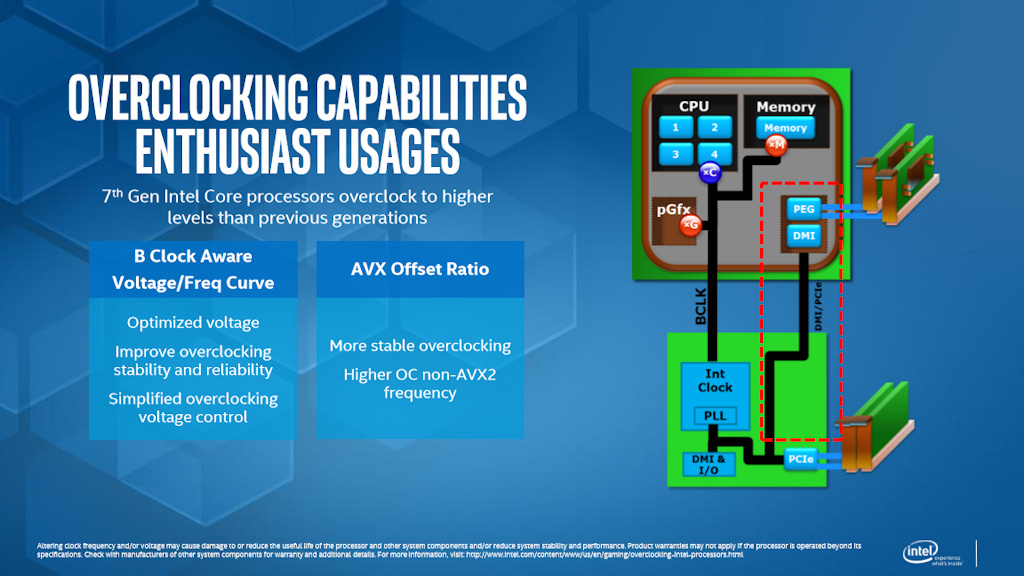 OVERCLOCKING CAPABILITIES
ENTHUSIAST USAGES
7th Gen Intel Core processors overclock to higher
levels than previous generations
B Clock Aware
Voltage/Freq Curve
Optimized voltage
Improve overclocking
stability and reliability
Simplified overclocking
voltage control
AVX Offset Ratio
More stable overclocking
Higher OC non-AVX2
frequency
CPU
1
2
3
4
xC
Memory
Memory
xM
pGfx
xG
PEG
DMI
BCLK
DMI/PCIe
Int
Clock
PLL
DMI &
I/O
PCIe
Altering clock frequency and/or voltage may cause damage to or reduce the useful life of the processor and other system components and/or reduce system stability and performance. Product warranties may not apply if the processor is operated beyond its
specifications. Check with manufacturers of other system components for warranty and additional details. For more information, visit: http://www.intel.com/content/www/us/en/gaming/overclocking-intel-processors.html
intel
experience
what's inside™